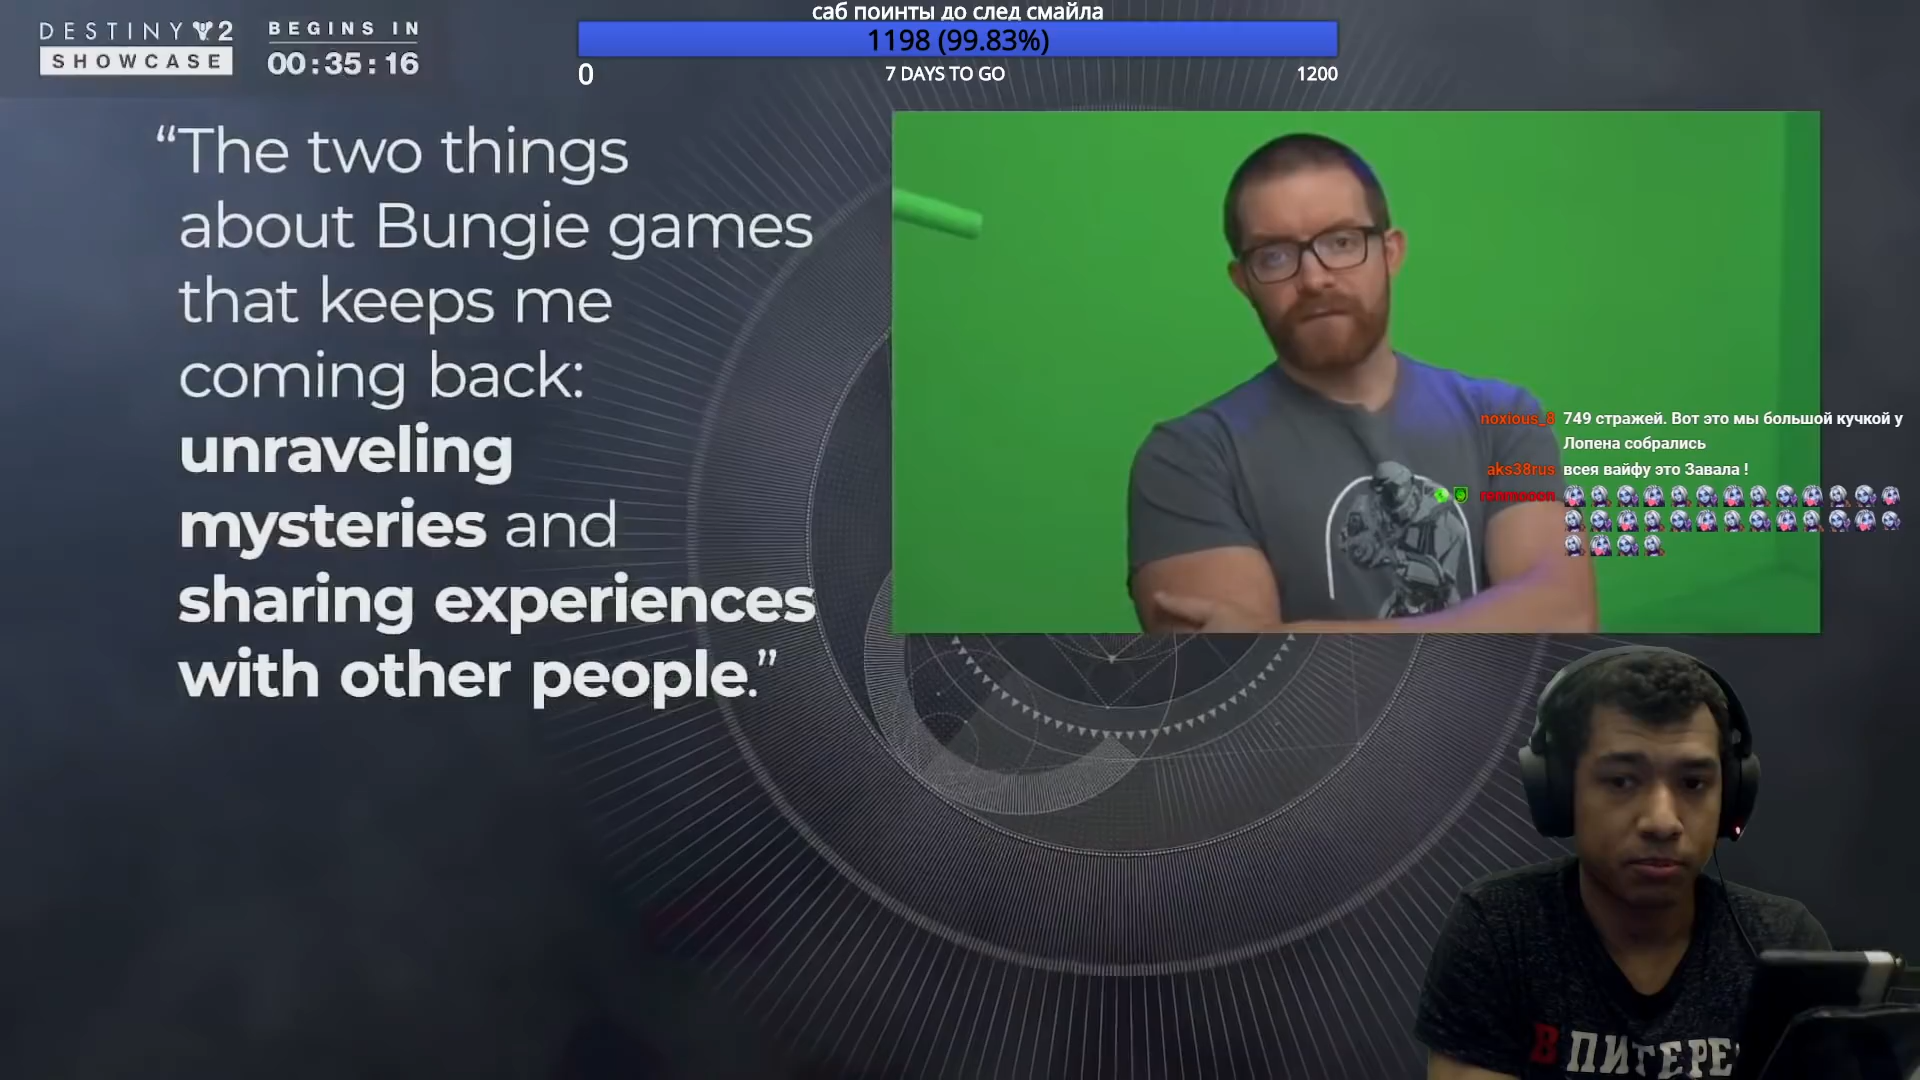 DESTINY 2
SHOWCASE
BEGINS IN
00:35:16
саб поинты до след смайла
1198 (99.83%)
0
7 DAYS TO GO
1200
“The two things
about Bungie games
that keeps me
coming back:
unraveling
mysteries and
sharing experiences
with other people.”
noxious_8 749 стражей. Вот это мы большой кучкой у
Лопена собрались
aks38rus всея вайфу это Завала !
renmooon
В ПИТЕРЕ